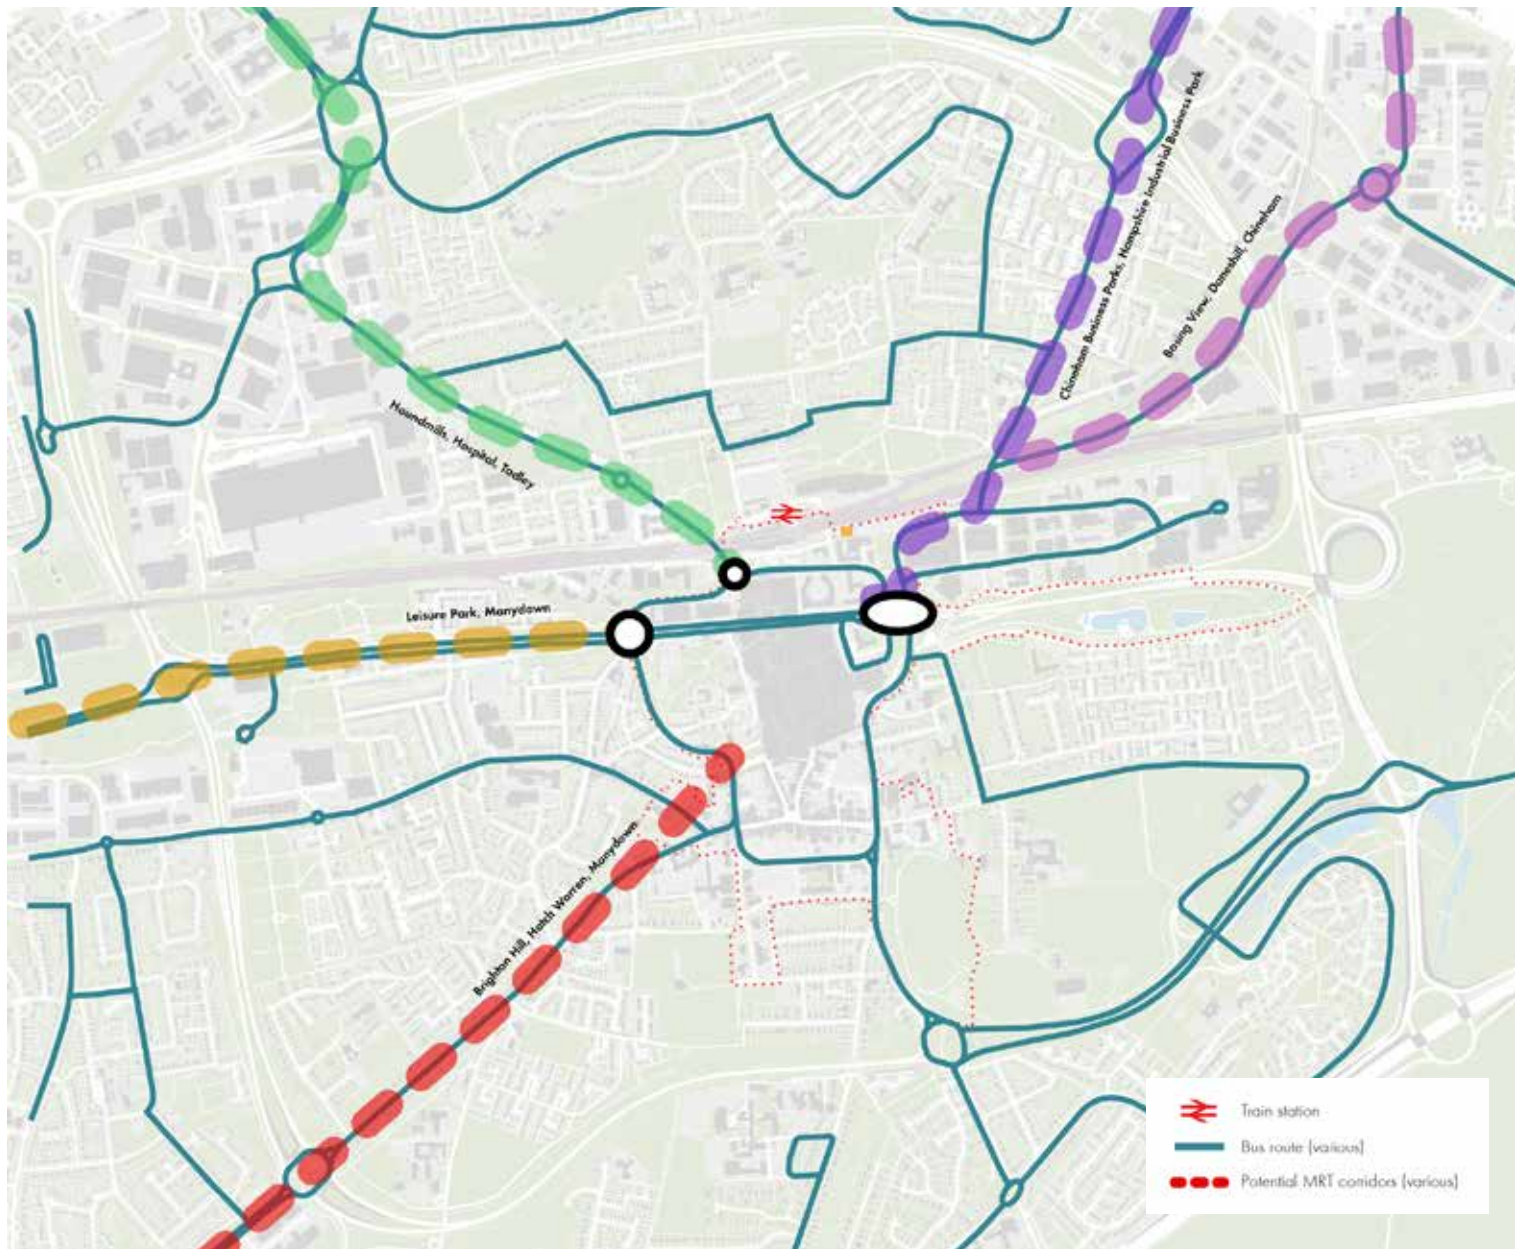 Chineham Business Parks, Hampshire Industrial Business Park
Basing View, Daneshill, Chineham
Houndmills, Hospital, Tadley
Leisure Park, Manydown
Brighton Hill, Hatch Warren, Manydown
Train station
Bus route (various)
Potential MRT corridors (various)